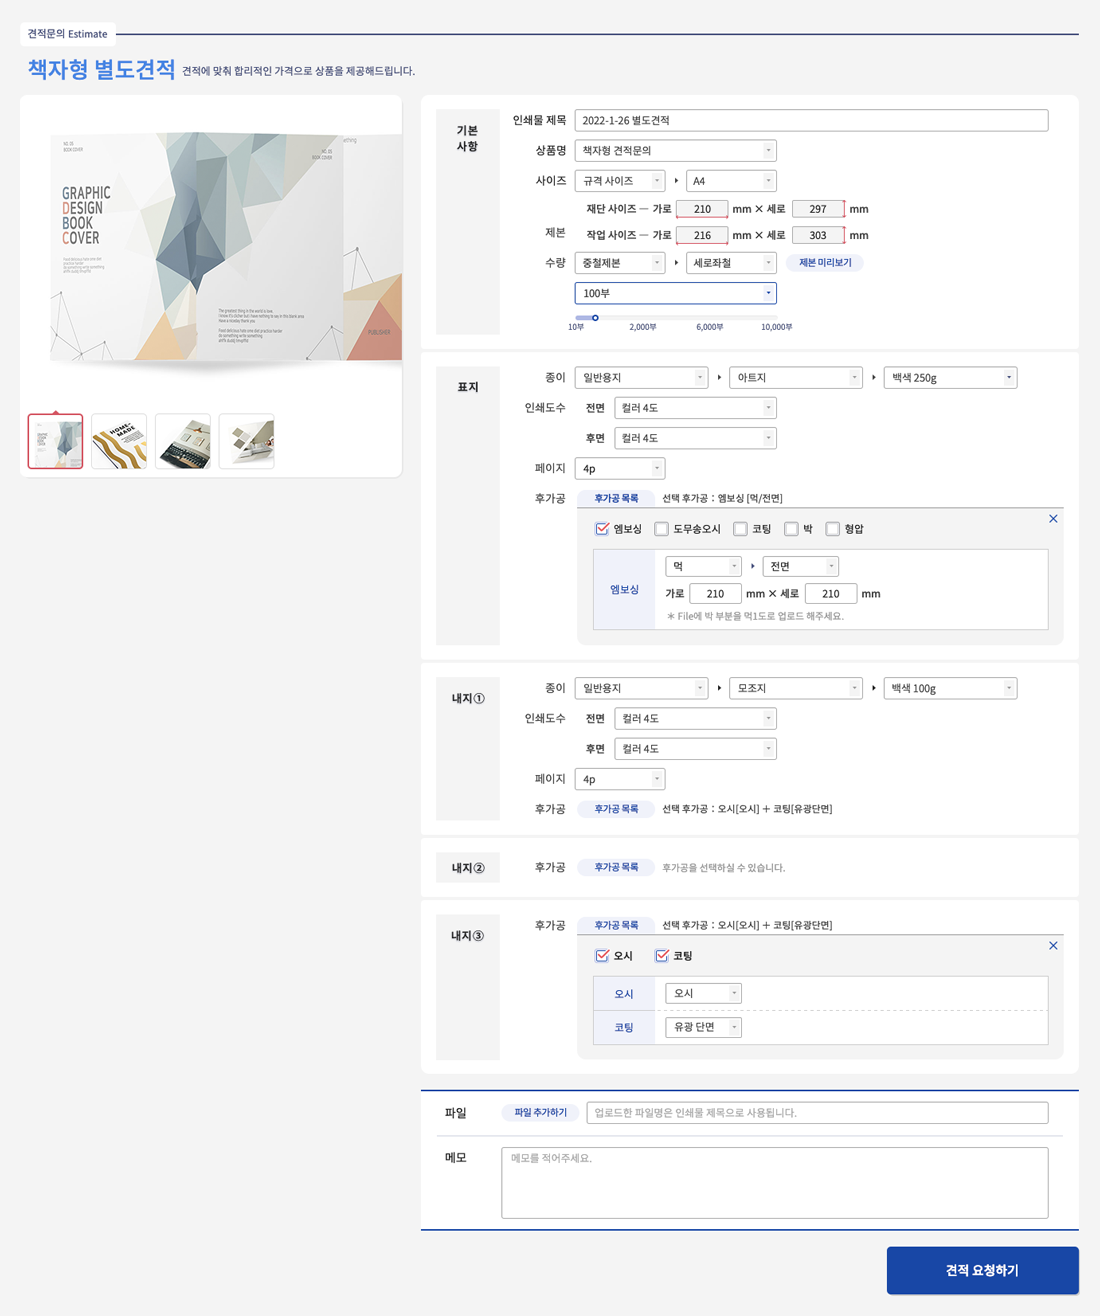 견적문의 Estimate
책자형 별도견적 견적에 맞춰 합리적인 가격으로 상품을 제공해드립니다.
NO. 05
BOOK COVER
GRAPHIC
DESIGN
BOOK
COVER
NO. 05
BOOK COVER
PUBLISHER
HOME-
MADE
기본
사항
인쇄물 제목 2022-1-26 별도견적
상품명 책자형 견적문의
사이즈 규격 사이즈 A4
재단 사이즈 — 가로 210 mm × 세로 297 mm
제본 작업 사이즈 — 가로 216 mm × 세로 303 mm
수량 중철제본 세로좌철 제본 미리보기
100부
10부 2,000부 6,000부 10,000부
표지
종이 일반용지 아트지 백색 250g
인쇄도수 전면 컬러 4도
후면 컬러 4도
페이지 4p
후가공 후가공 목록 선택 후가공 : 엠보싱 [먹/전면]
엠보싱 도무송오시 코팅 박 형압
엠보싱
먹 전면
가로 210 mm × 세로 210 mm
* File에 박 부분을 먹1도로 업로드 해주세요.
내지①
종이 일반용지 모조지 백색 100g
인쇄도수 전면 컬러 4도
후면 컬러 4도
페이지 4p
후가공 후가공 목록 선택 후가공 : 오시[오시] + 코팅[유광단면]
내지② 후가공 후가공 목록 후가공을 선택하실 수 있습니다.
내지③ 후가공 후가공 목록 선택 후가공 : 오시[오시] + 코팅[유광단면]
오시 코팅
오시 오시
코팅 유광 단면
파일 파일 추가하기 업로드한 파일명은 인쇄물 제목으로 사용됩니다.
메모 메모를 적어주세요.
견적 요청하기